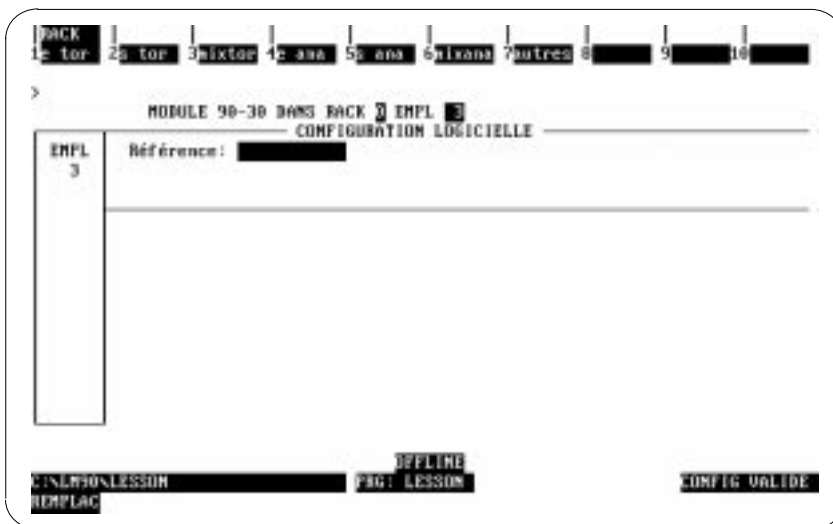 RACK
1e tor 2s tor 3mixtor 4e ana 5s ana 6mixana 7autres 8 9 10
>
MODULE 90-30 DANS RACK 0 EMPL 3
CONFIGURATION LOGICIELLE
EMPL Référence:
3
OFFLINE
C:\LM90\LESSON PRG: LESSON CONFIG VALIDE
REMPLAC